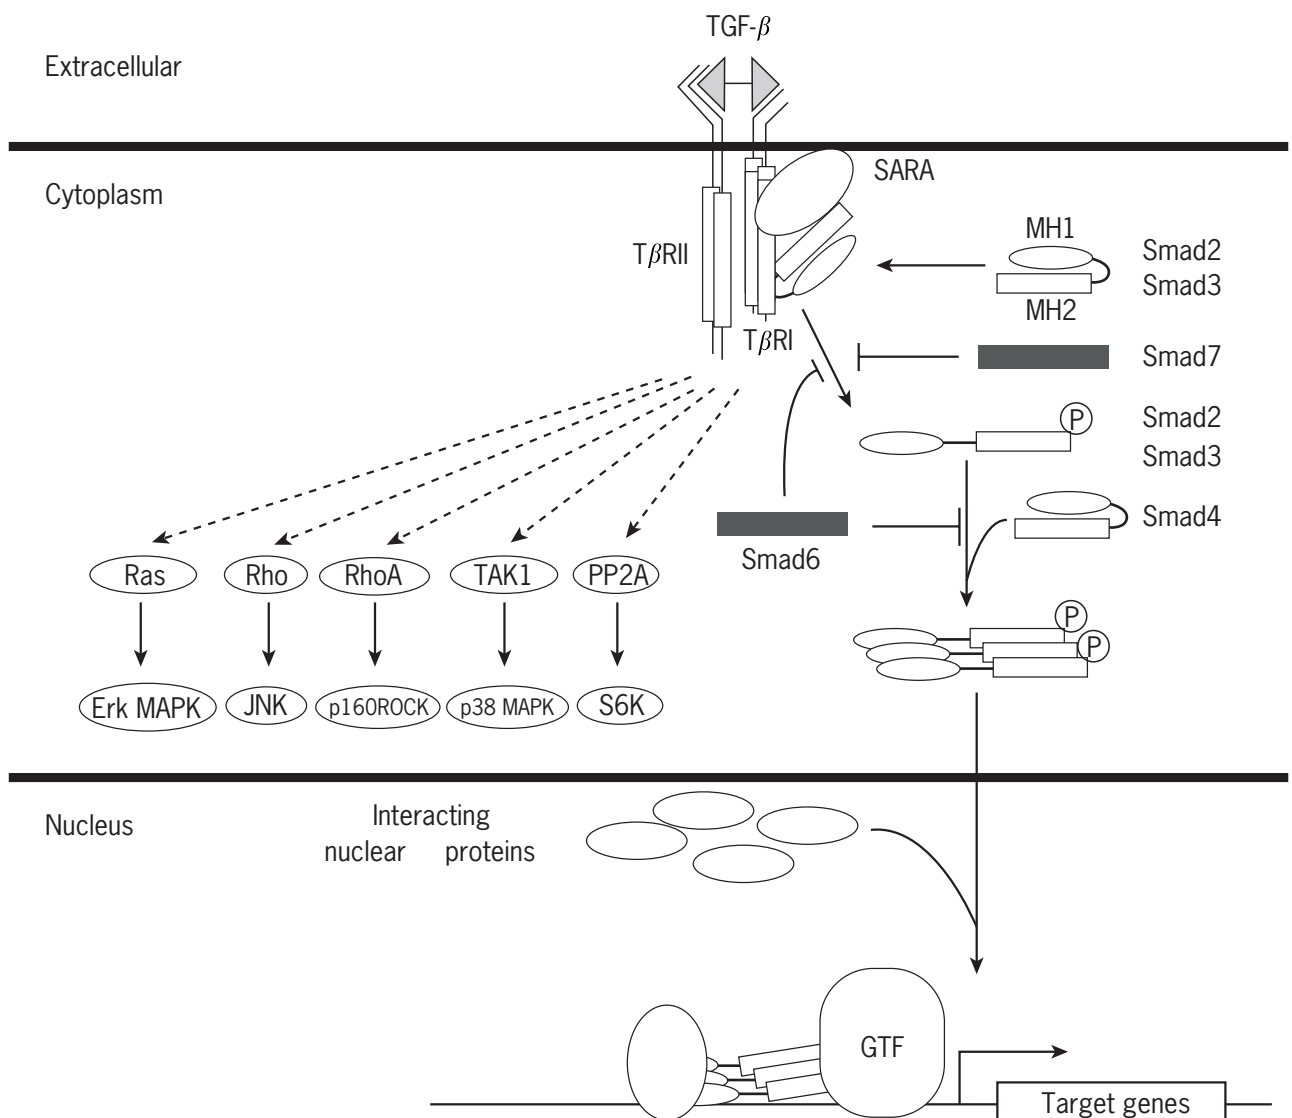 TGF-β
Extracellular
Cytoplasm
SARA
TβRII
MH1
Smad2
Smad3
MH2
TβRI
Smad7
P
Smad2
Smad3
Smad4
Smad6
Ras
Rho
RhoA
TAK1
PP2A
P
P
Erk MAPK
JNK
p160ROCK
p38 MAPK
S6K
Nucleus
Interacting
nuclear proteins
GTF
Target genes